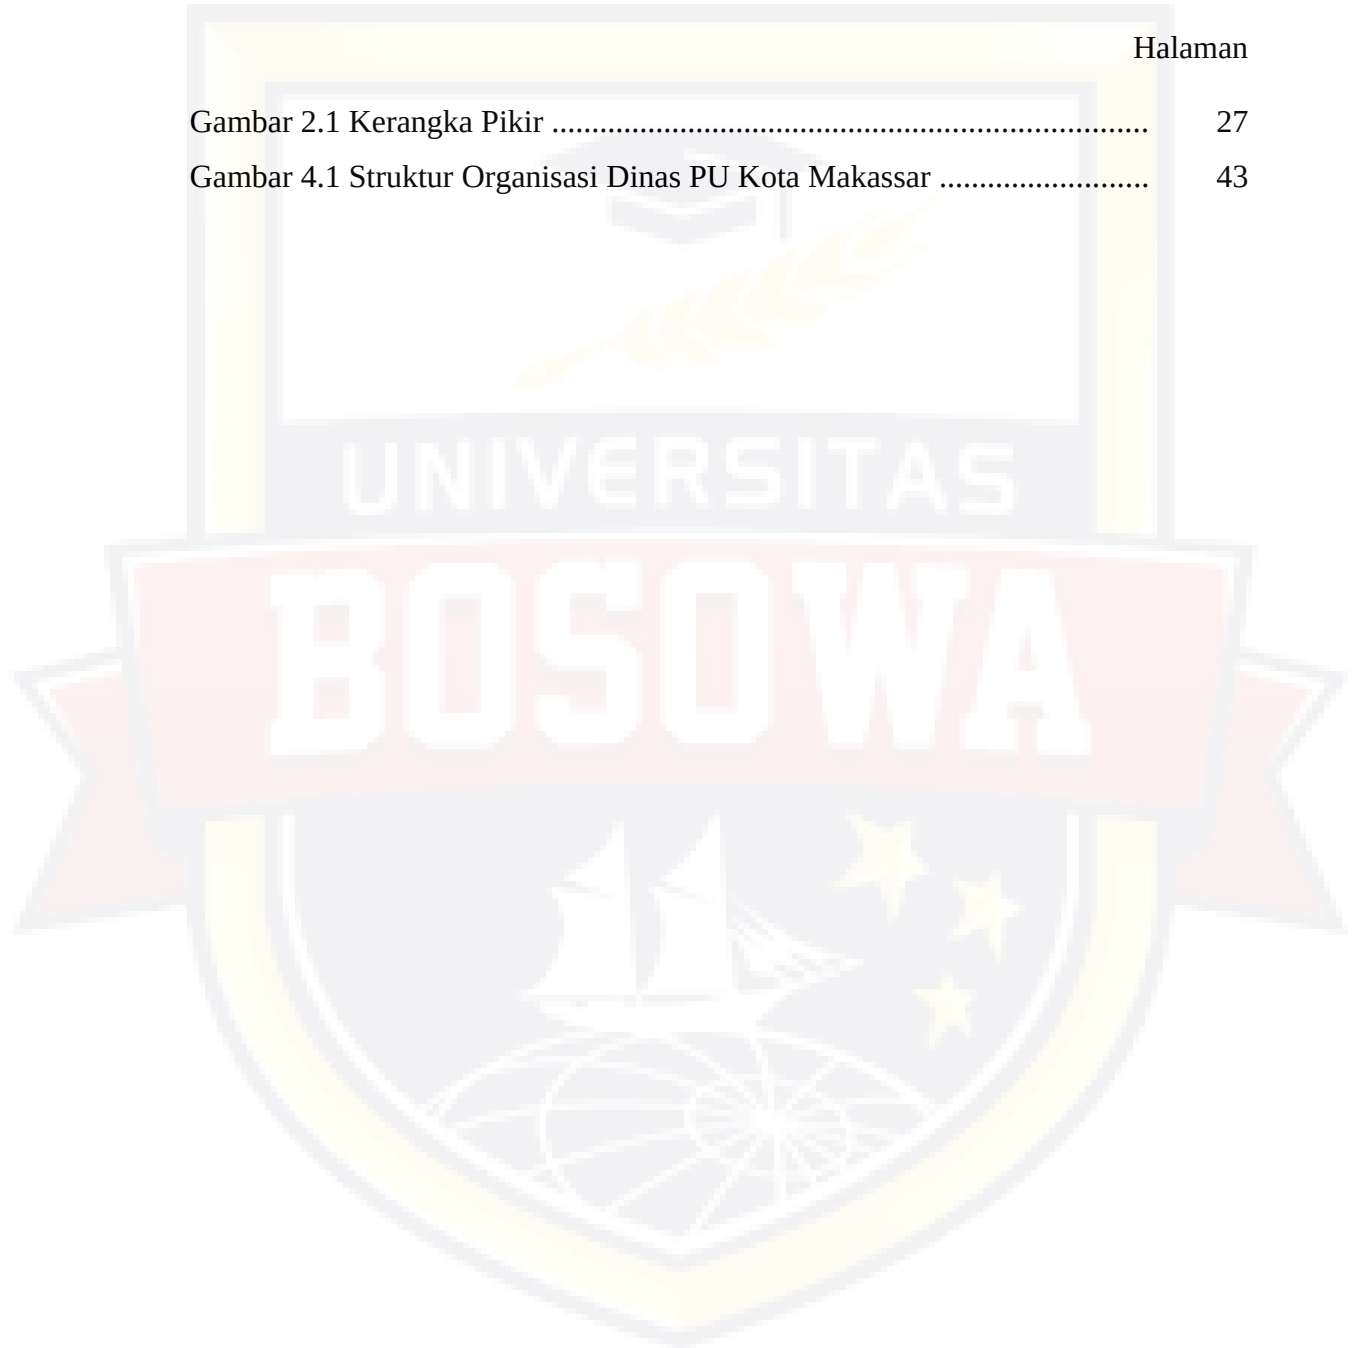 Halaman
Gambar 2.1 Kerangka Pikir .......................................................................... 27
Gambar 4.1 Struktur Organisasi Dinas PU Kota Makassar .......................... 43
UNIVERSITAS
BOSOWA